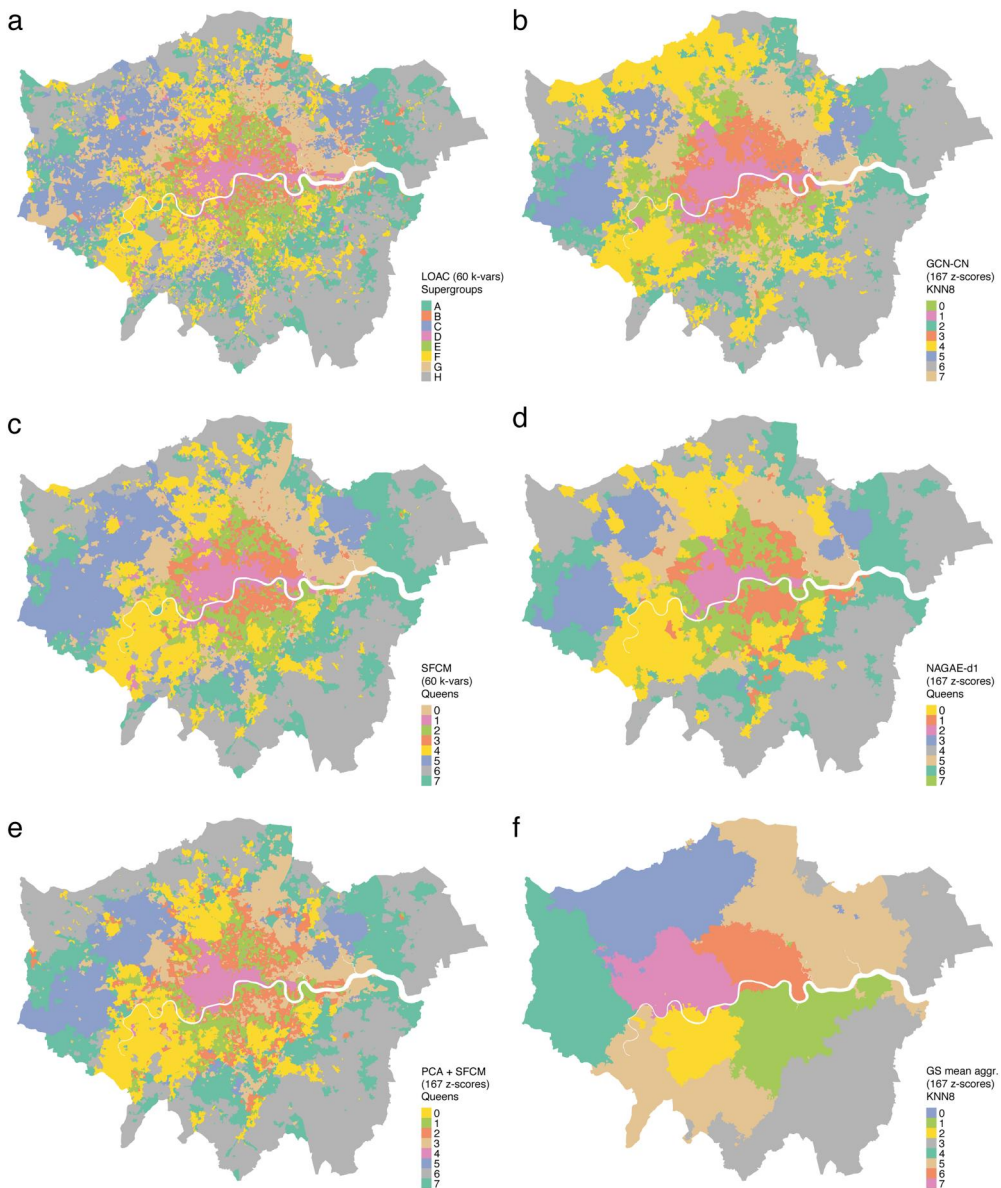 a
LOAC (60 k-vars)
Supergroups
A
B
C
D
E
F
G
H
b
GCN-CN
(167 z-scores)
KNN8
0
1
2
3
4
5
6
7
c
SFCM
(60 k-vars)
Queens
0
1
2
3
4
5
6
7
d
NAGAE-d1
(167 z-scores)
Queens
0
1
2
3
4
5
6
7
e
PCA + SFCM
(167 z-scores)
Queens
0
1
2
3
4
5
6
7
f
GS mean aggr.
(167 z-scores)
KNN8
0
1
2
3
4
5
6
7